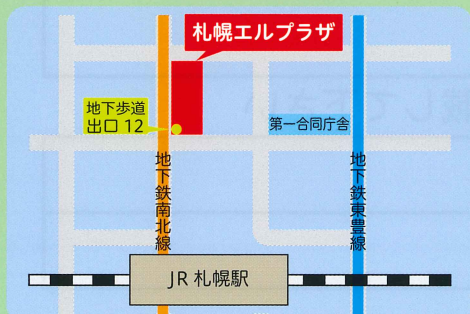 札幌エルプラザ
地下歩道
出口 12
第一合同庁舎
地下鉄南北線
地下鉄東豊線
JR 札幌駅